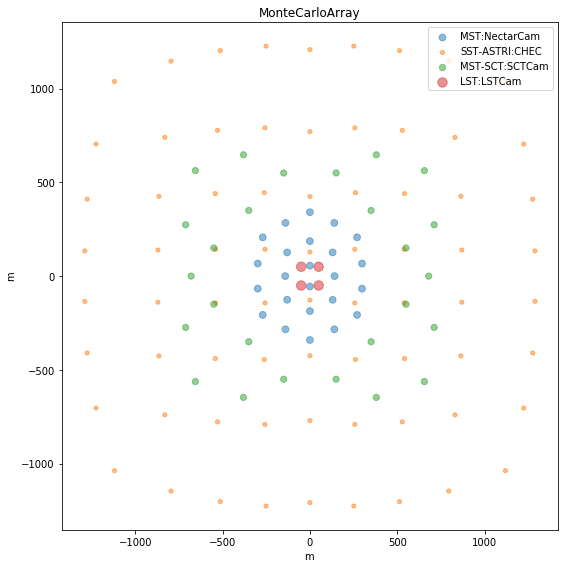 MonteCarloArray
MST:NectarCam
SST-ASTRI:CHEC
MST-SCT:SCTCam
LST:LSTCam
1000
500
0
−500
−1000
m
−1000
−500
0
500
1000
m